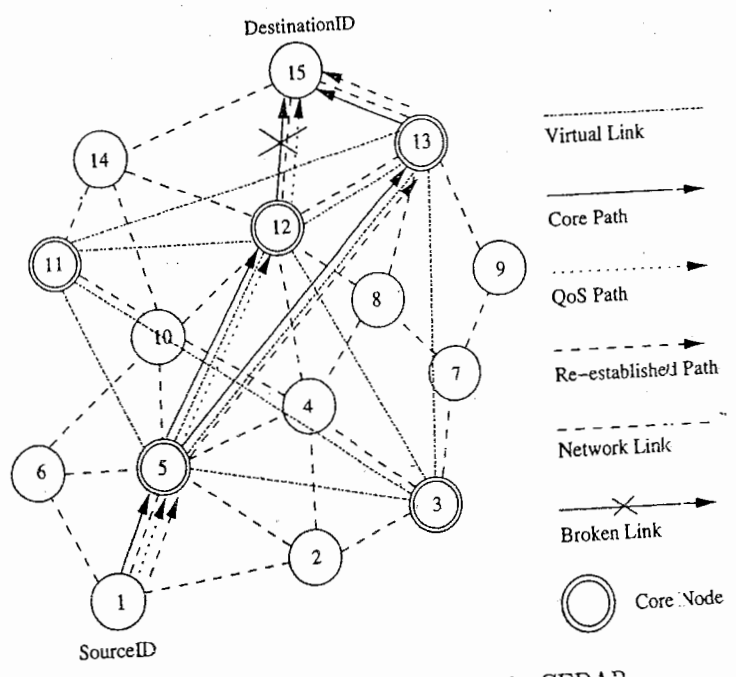 DestinationID
15
13
14
12
11
9
8
10
7
4
6
5
3
2
1
SourceID
Virtual Link
Core Path
QoS Path
Re-established Path
Network Link
Broken Link
Core Node
CEDAR